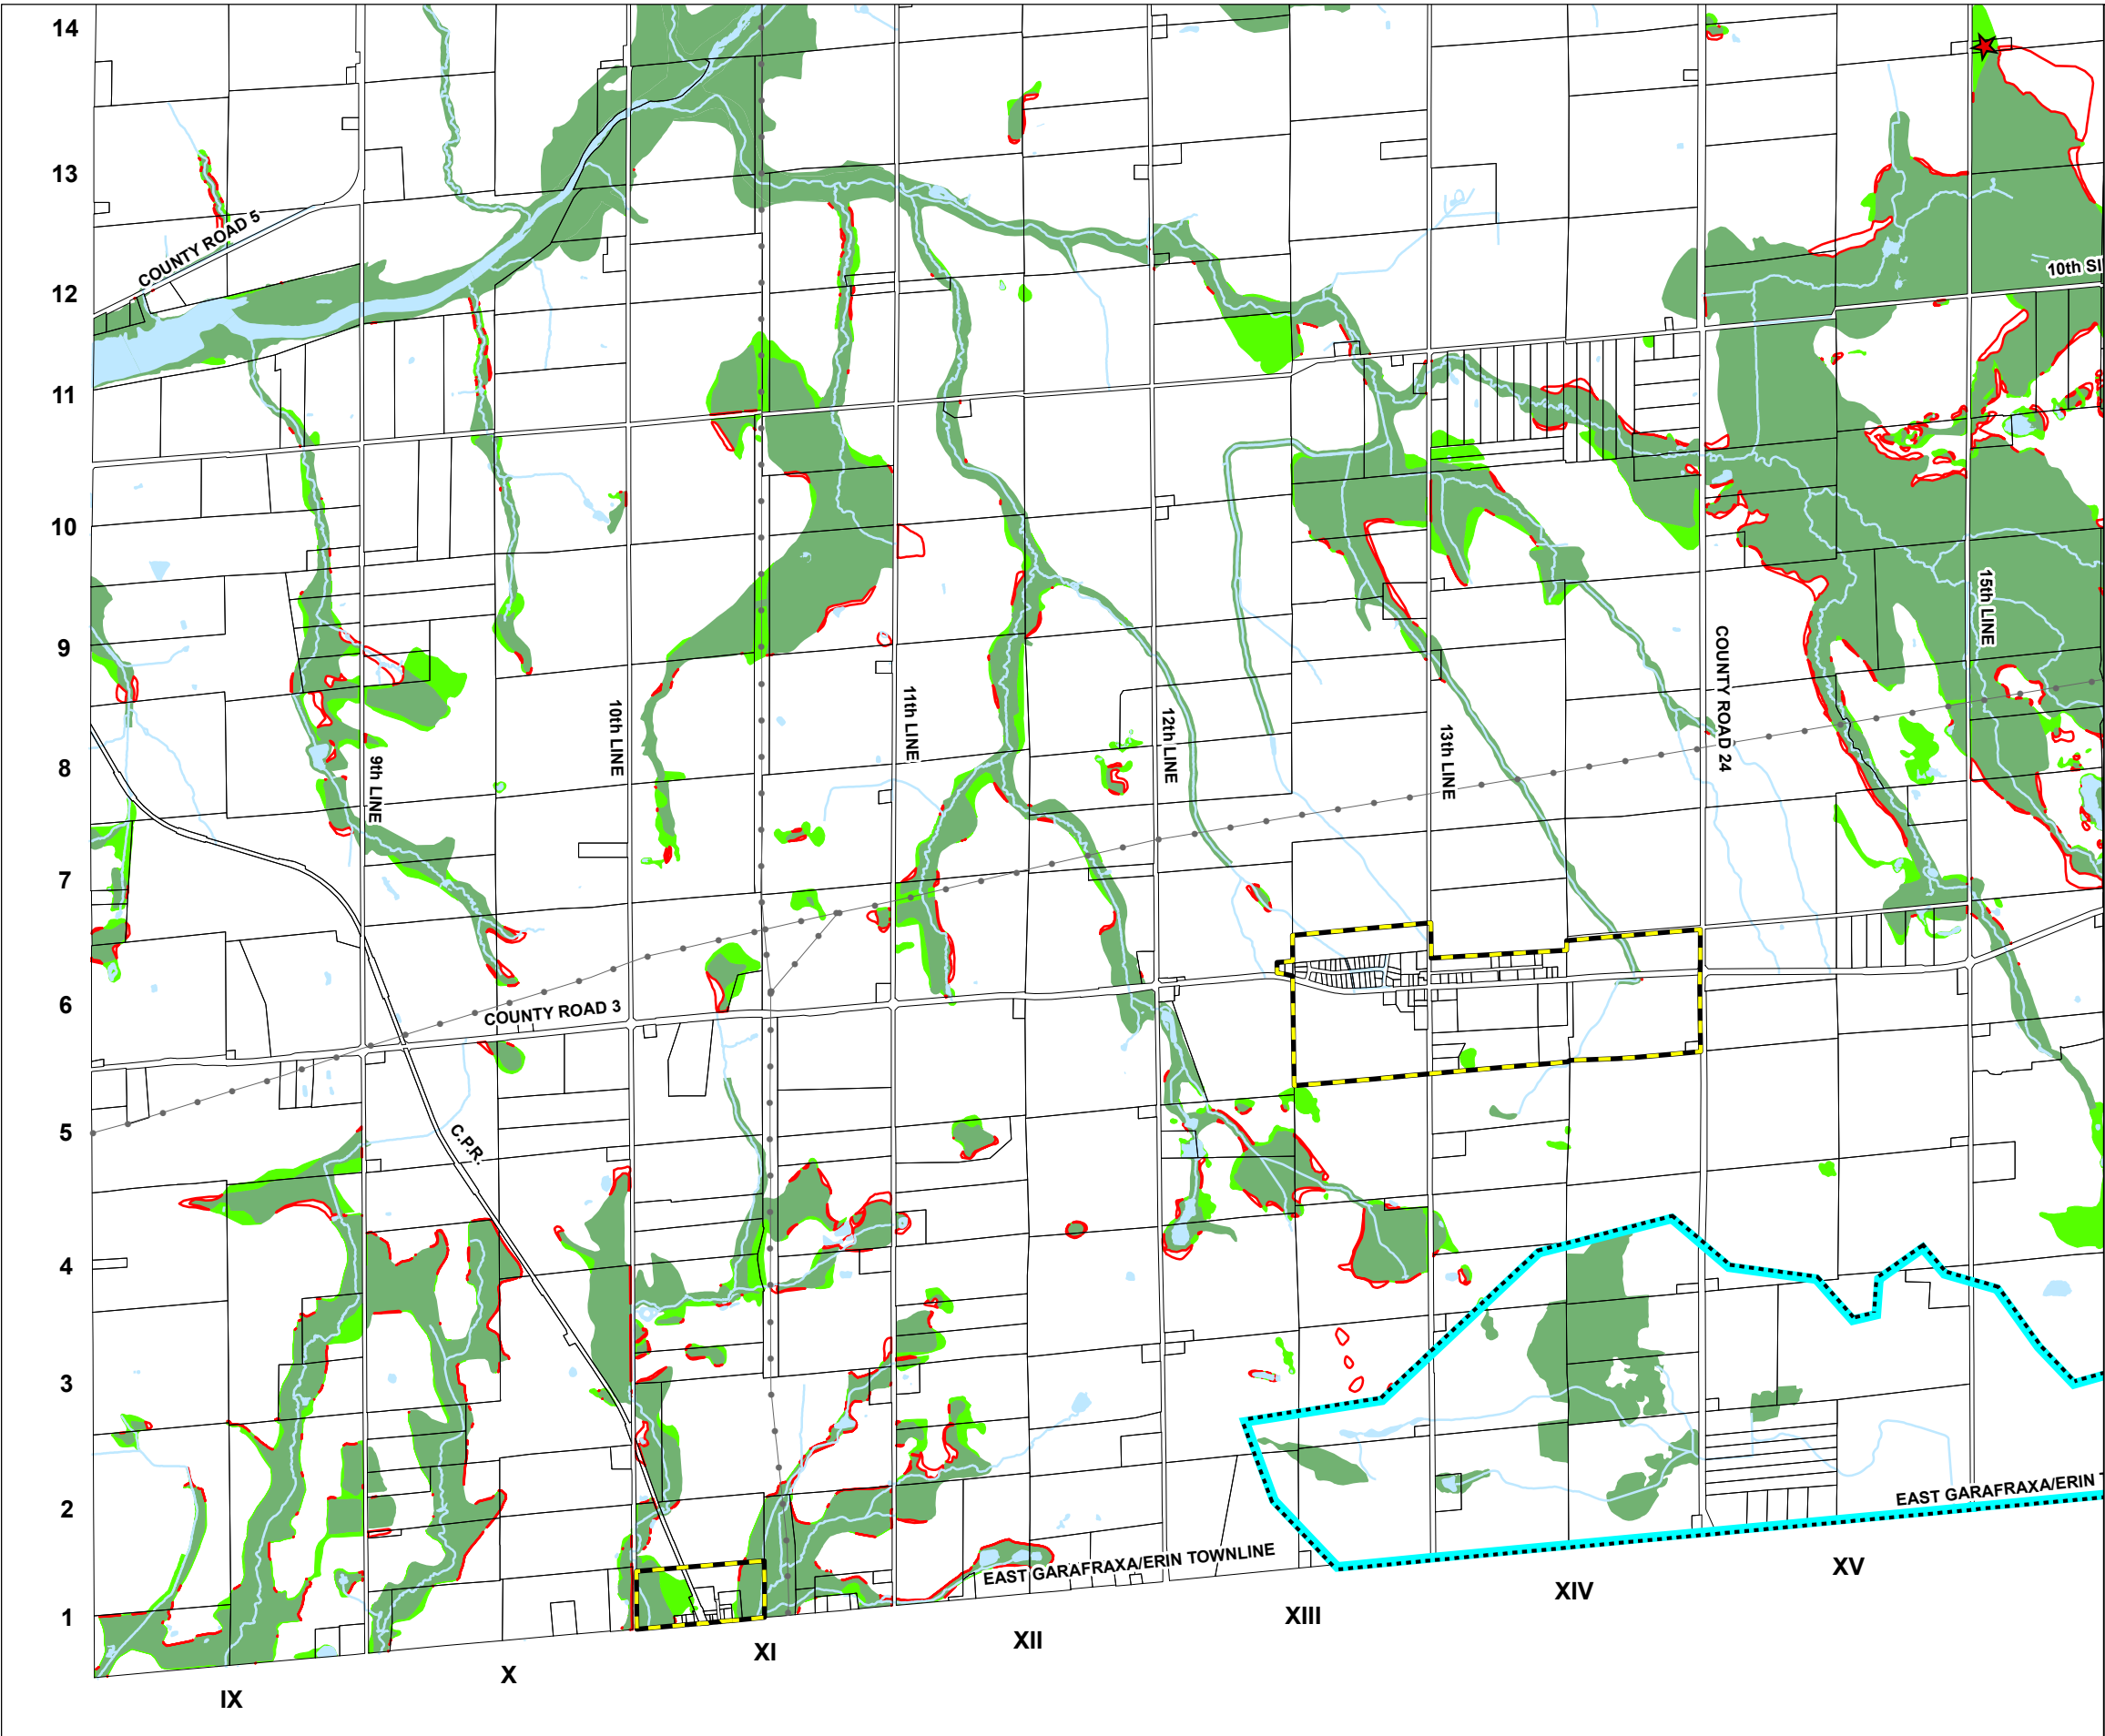 14
13
COUNTY ROAD 5
12
10th SI
11
10
15th LINE
9
COUNTY ROAD 24
10th LINE
11th LINE
12th LINE
13th LINE
8
9th LINE
7
6
COUNTY ROAD 3
5
C.P.R.
4
3
2
EAST GARAFRAXA/ERIN T
EAST GARAFRAXA/ERIN TOWNLINE
1
XV
XIV
XIII
XII
XI
X
IX